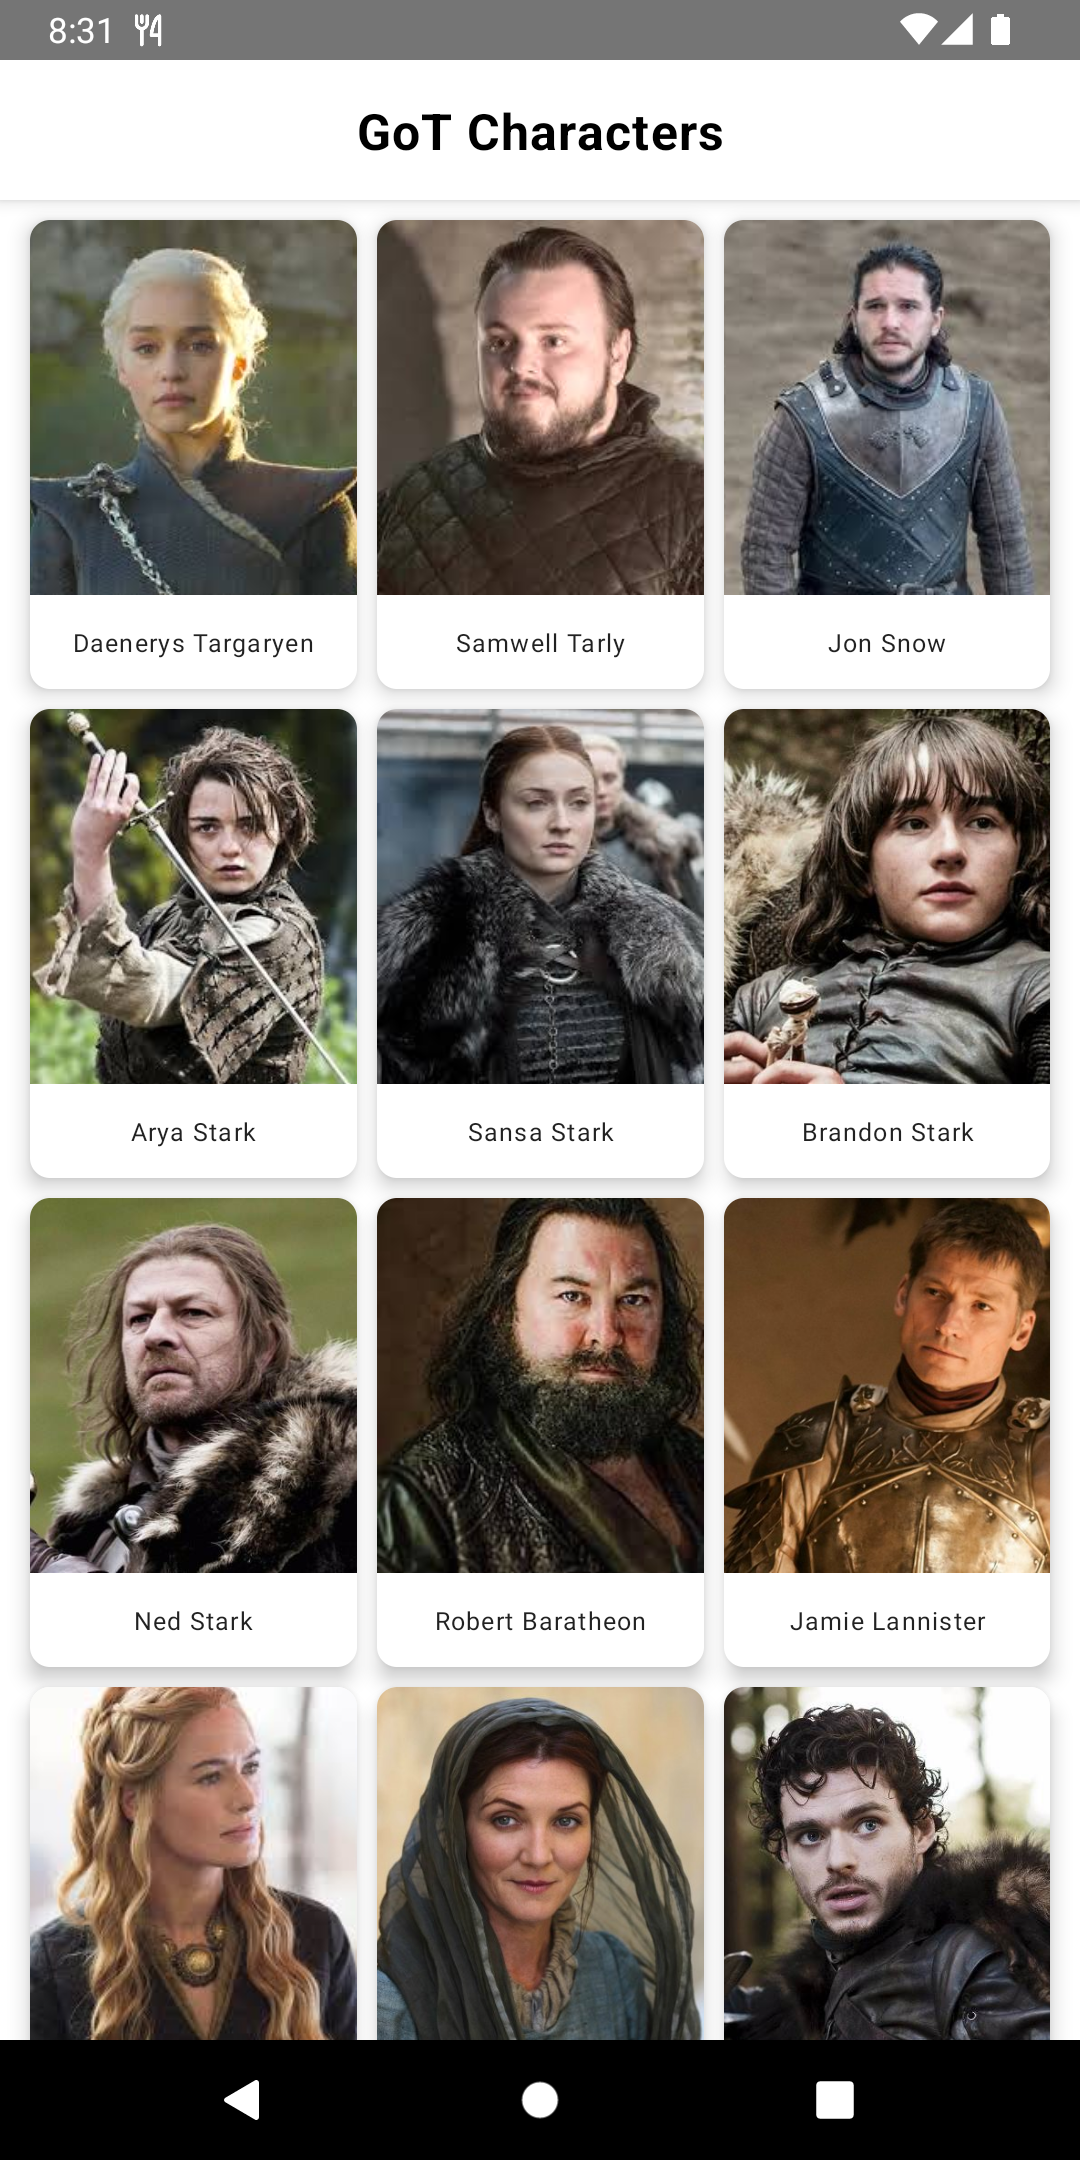 8:31
GoT Characters
Daenerys Targaryen
Samwell Tarly
Jon Snow
Arya Stark
Sansa Stark
Brandon Stark
Ned Stark
Robert Baratheon
Jamie Lannister